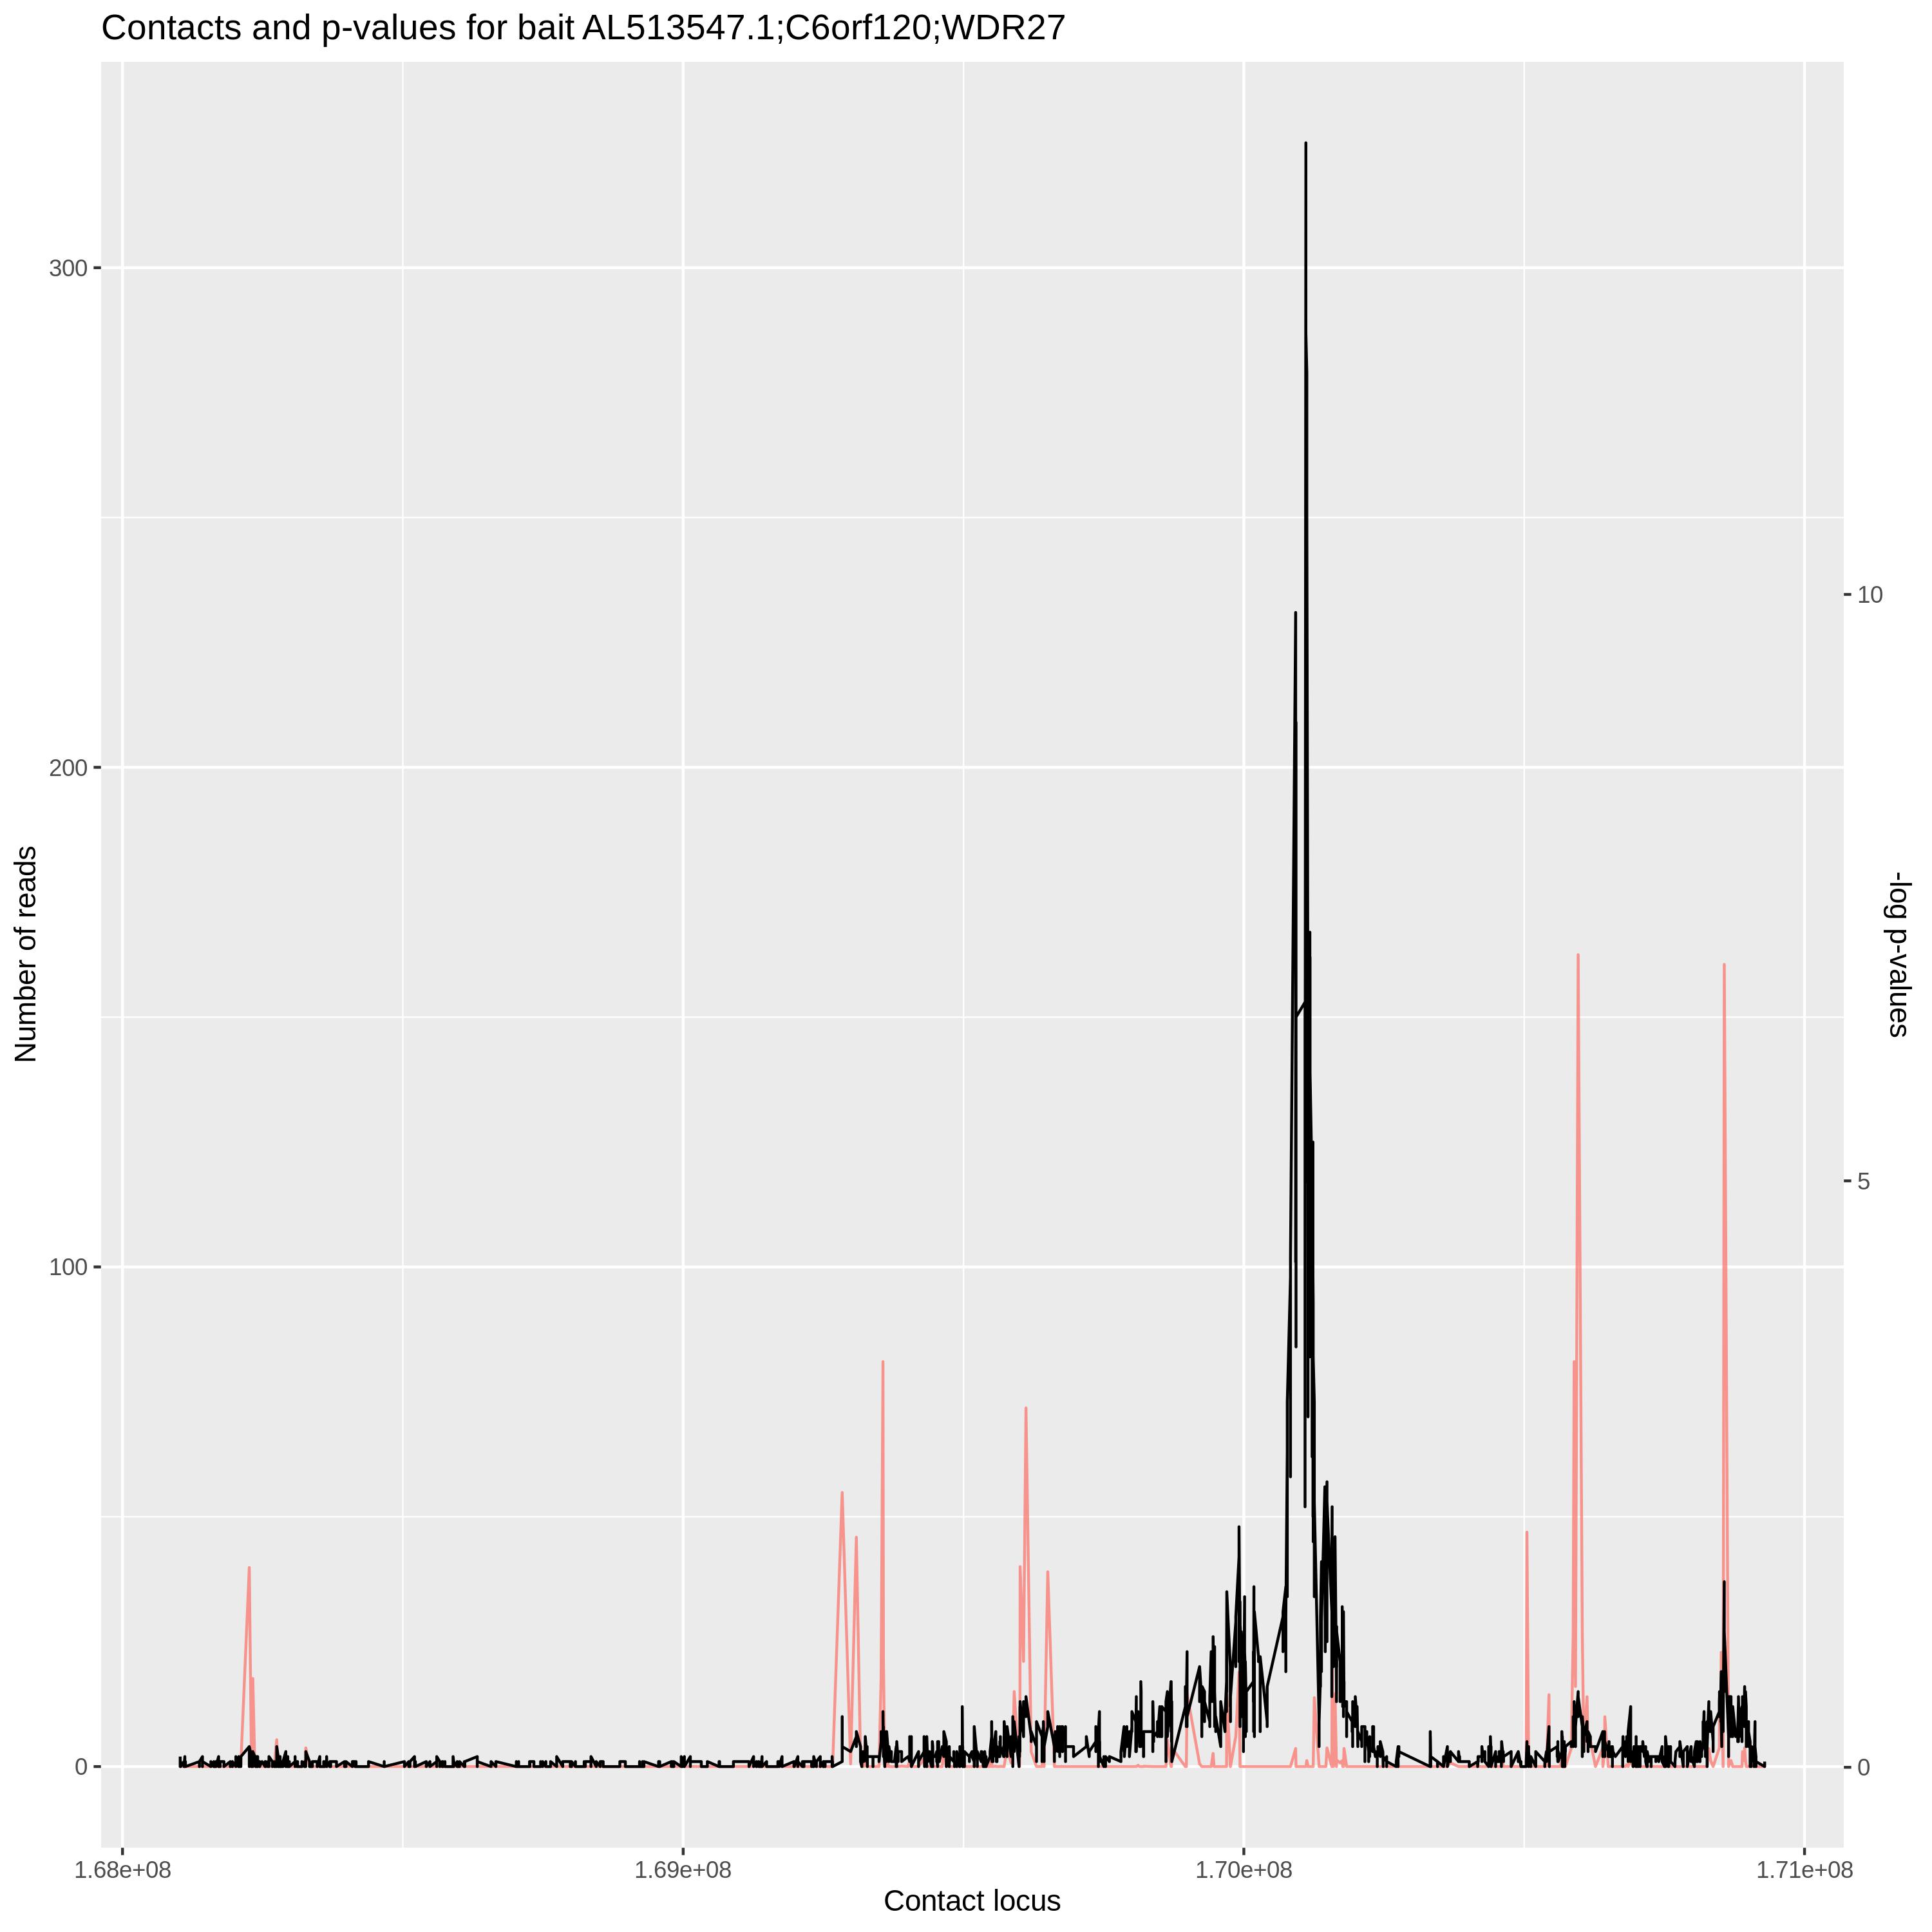 Contacts and p-values for bait AL513547.1;C6orf120;WDR27
300
200
100
0
Number of reads
10
5
0
-log p-values
1.68e+08
1.69e+08
1.70e+08
1.71e+08
Contact locus